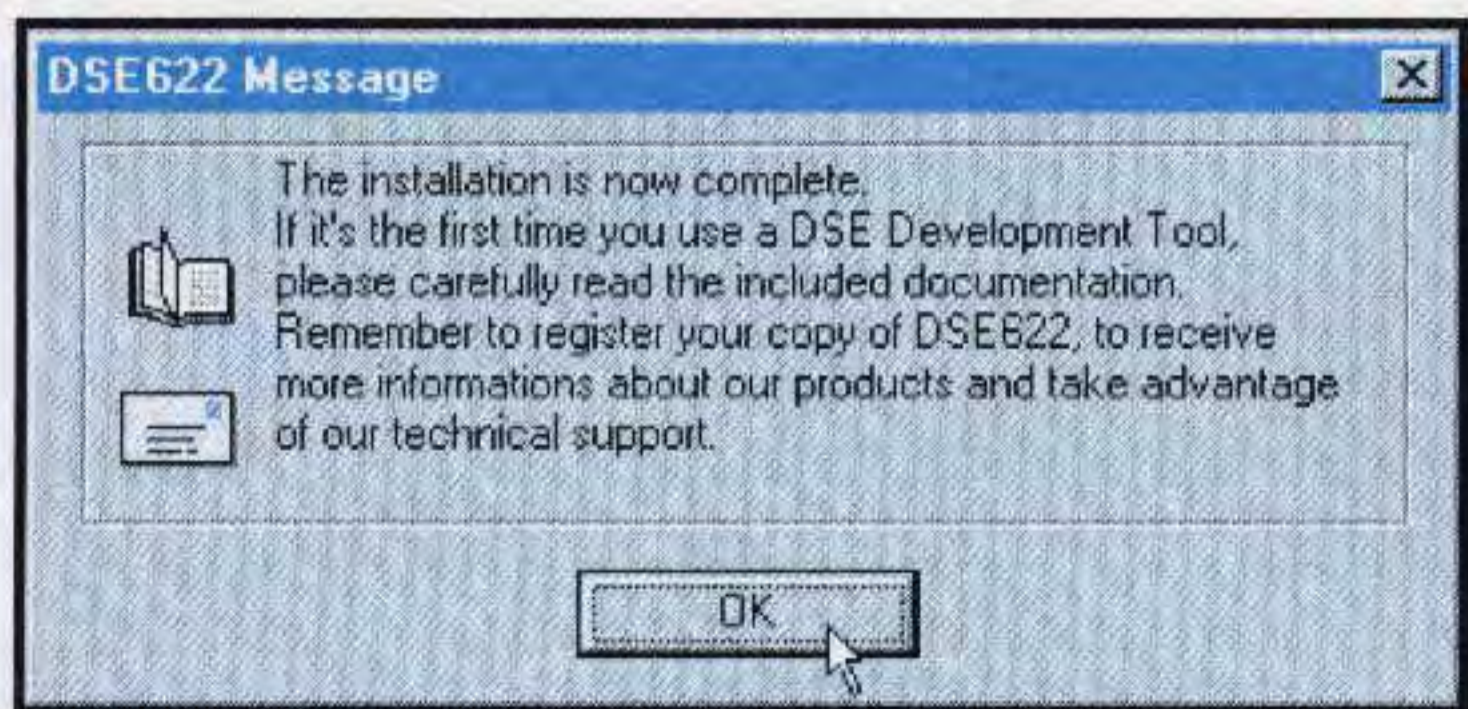 DSE622 Message
The installation is now complete.
If it's the first time you use a DSE Development Tool,
please carefully read the included documentation.
Remember to register your copy of DSE622, to receive
more informations about our products and take advantage
of our technical support.
OK